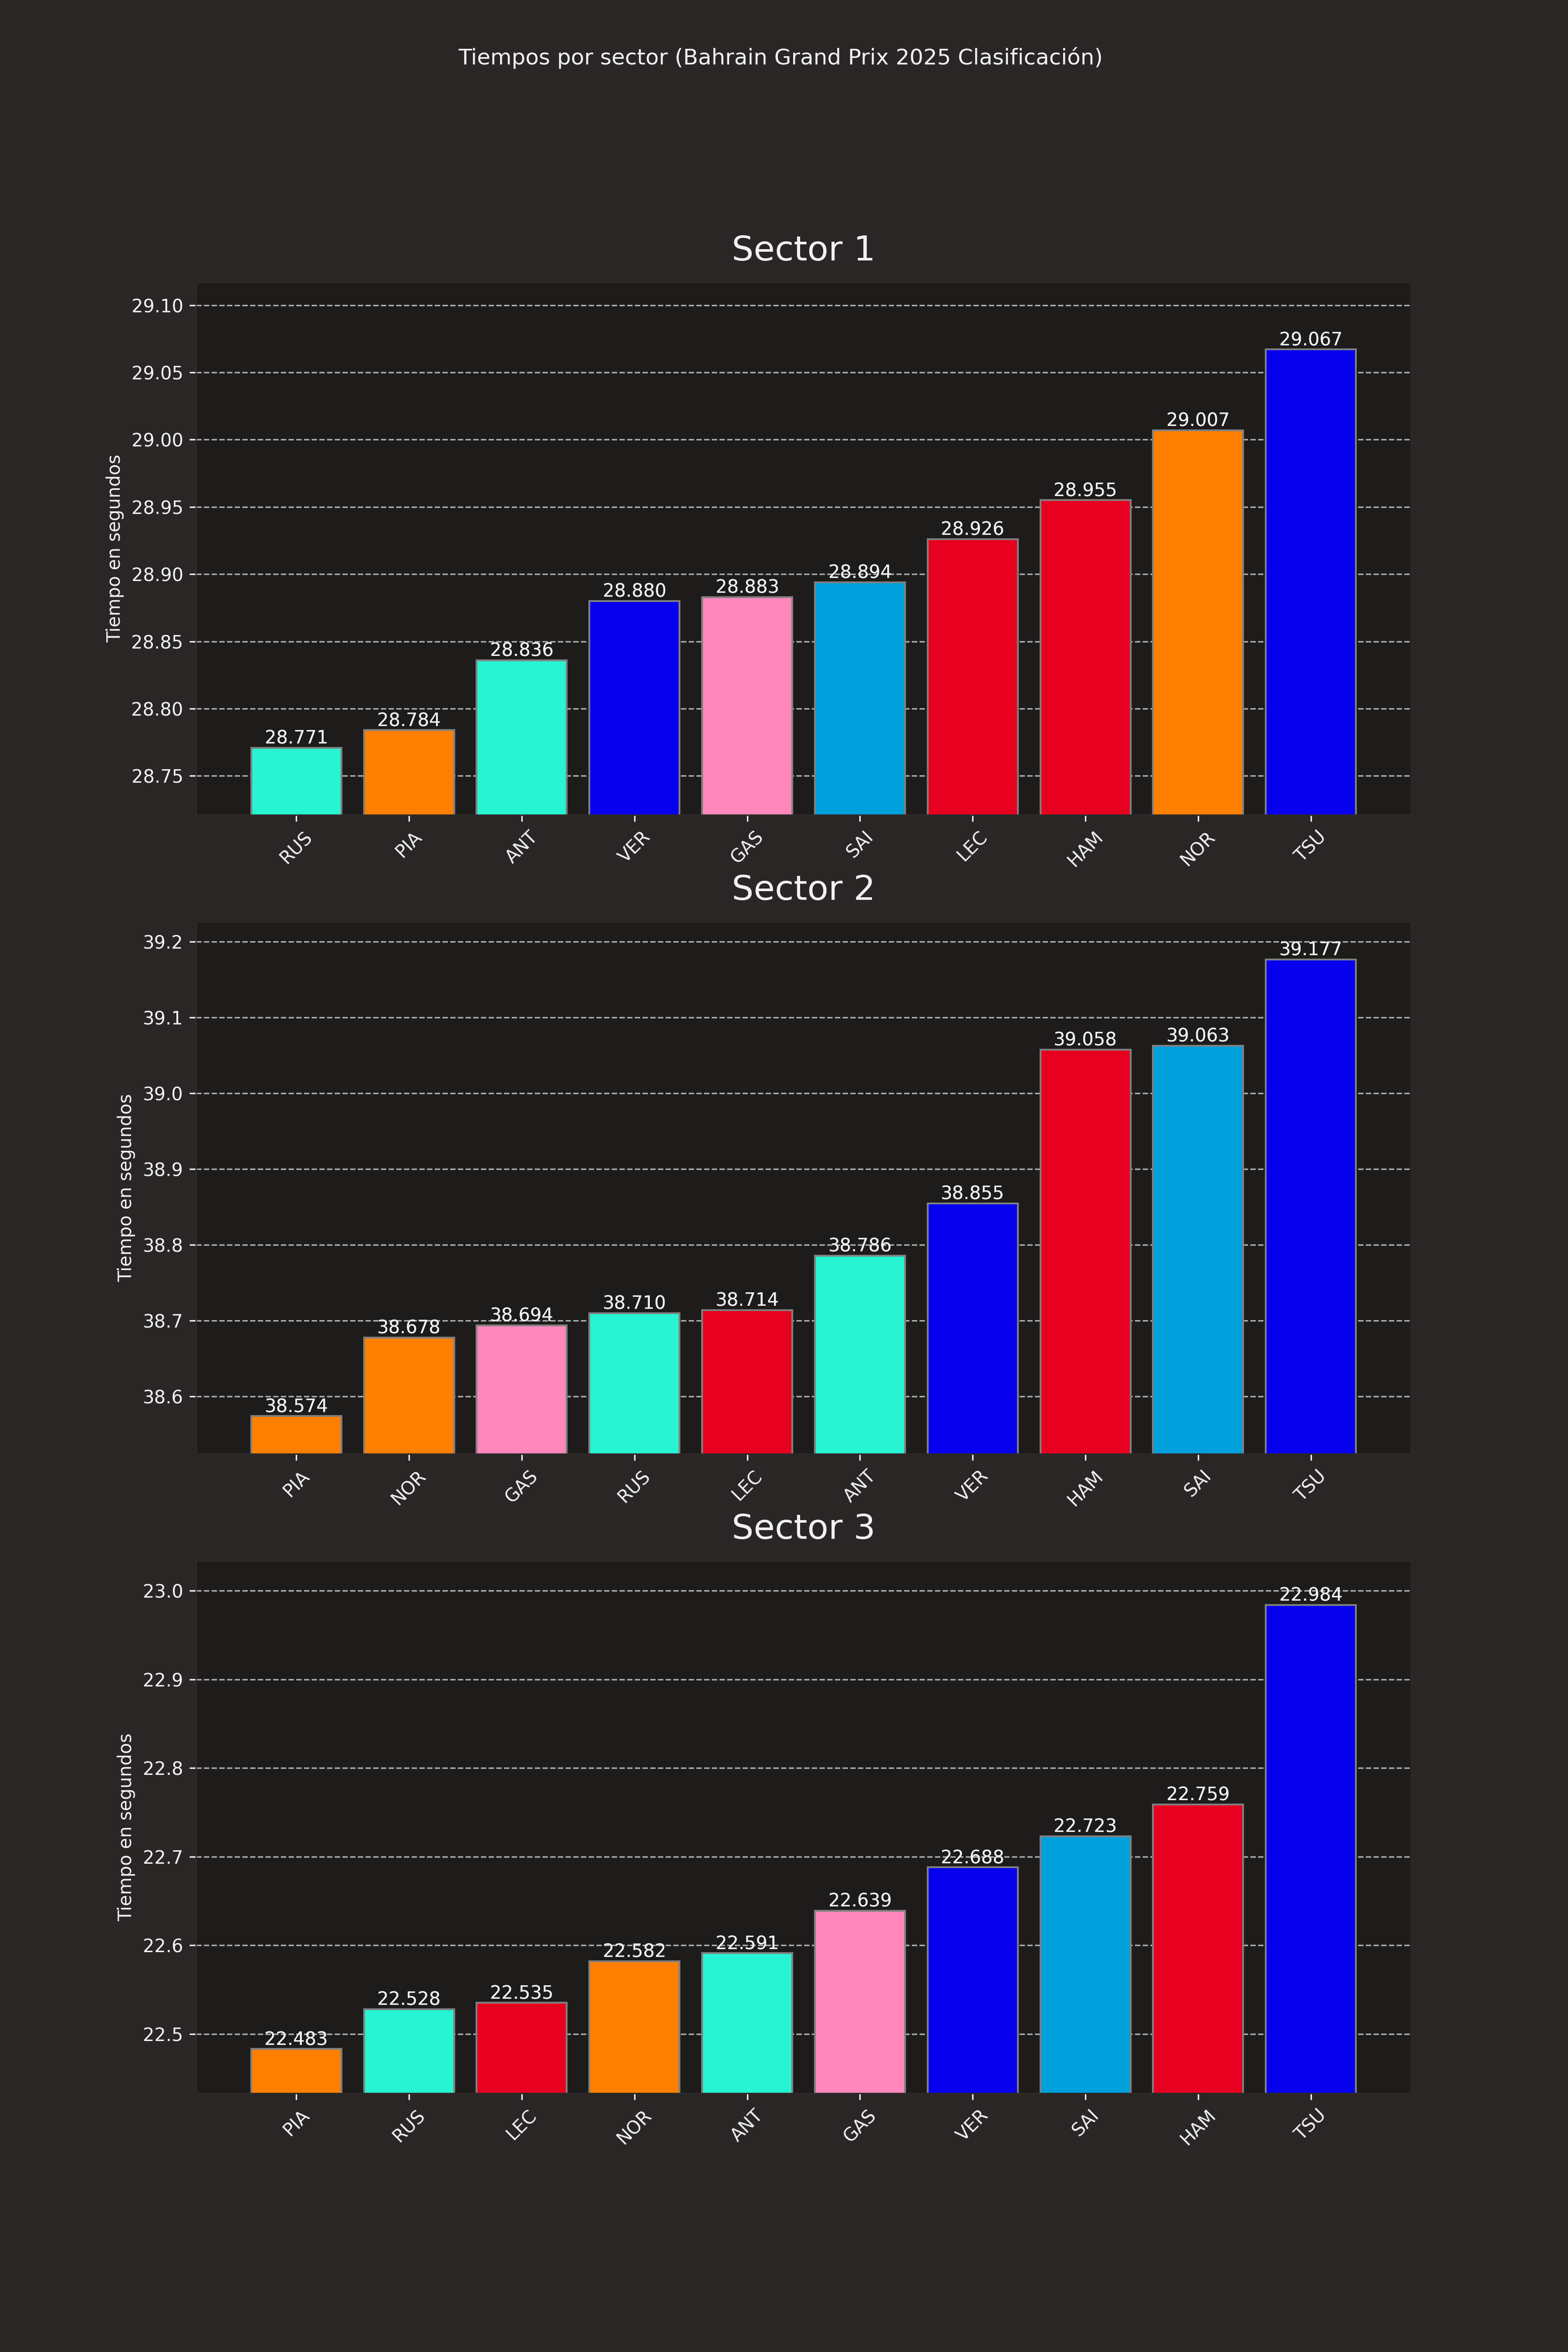 Tiempos por sector (Bahrain Grand Prix 2025 Clasificación)
Sector 1
Tiempo en segundos
29.10
29.05
29.00
28.95
28.90
28.85
28.80
28.75
28.771
28.784
28.836
28.880
28.883
28.894
28.926
28.955
29.007
29.067
RUS
PIA
ANT
VER
GAS
SAI
LEC
HAM
NOR
TSU
Sector 2
Tiempo en segundos
39.2
39.1
39.0
38.9
38.8
38.7
38.6
38.574
38.678
38.694
38.710
38.714
38.786
38.855
39.058
39.063
39.177
PIA
NOR
GAS
RUS
LEC
ANT
VER
HAM
SAI
TSU
Sector 3
Tiempo en segundos
23.0
22.9
22.8
22.7
22.6
22.5
22.483
22.528
22.535
22.582
22.591
22.639
22.688
22.723
22.759
22.984
PIA
RUS
LEC
NOR
ANT
GAS
VER
SAI
HAM
TSU